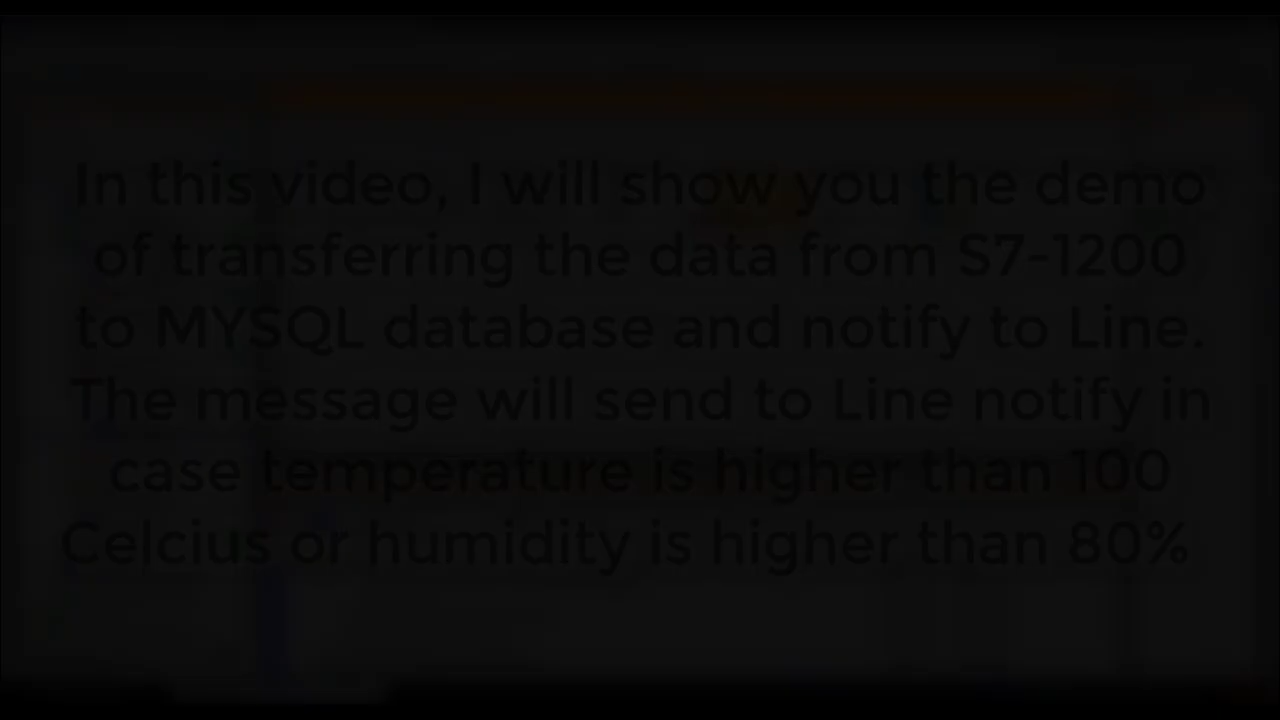 In this video, I will show you the demo
of transferring the data from S7-1200
to MYSQL database and notify to Line.
The message will send to Line notify in
case temperature is higher than 100
Celcius or humidity is higher than 80%